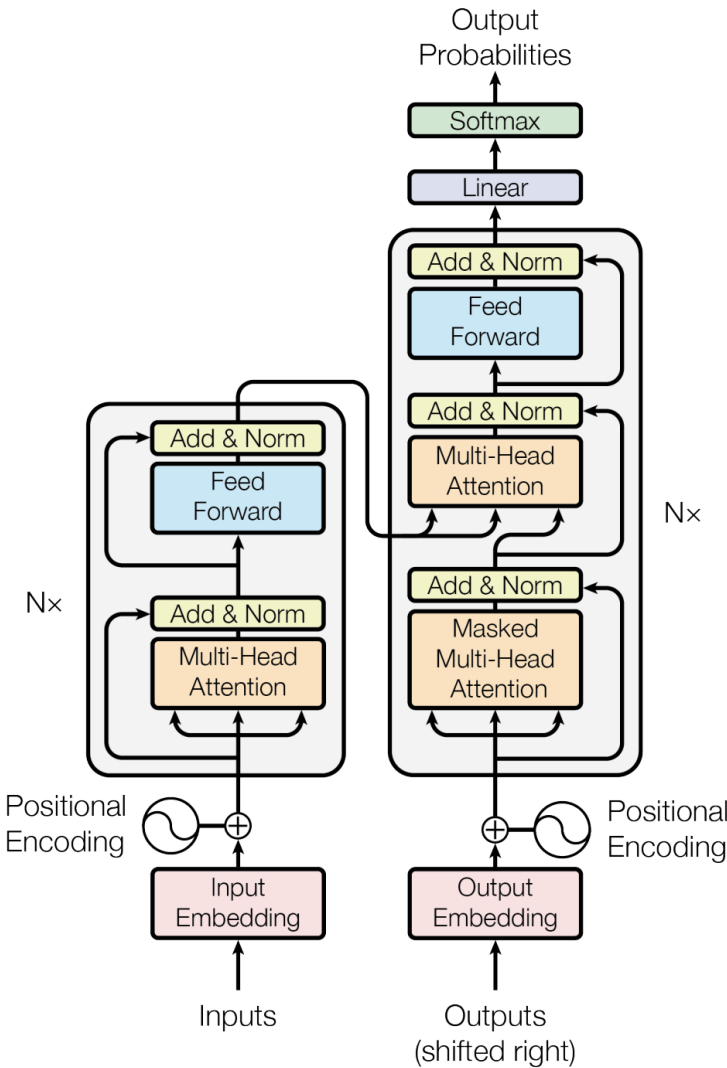 Output
Probabilities
Softmax
Linear
Add & Norm
Feed
Forward
Add & Norm
Multi-Head
Attention
Add & Norm
Masked
Multi-Head
Attention
N×
Add & Norm
Feed
Forward
Add & Norm
Multi-Head
Attention
N×
Positional
Encoding
Positional
Encoding
Input
Embedding
Output
Embedding
Inputs
Outputs
(shifted right)